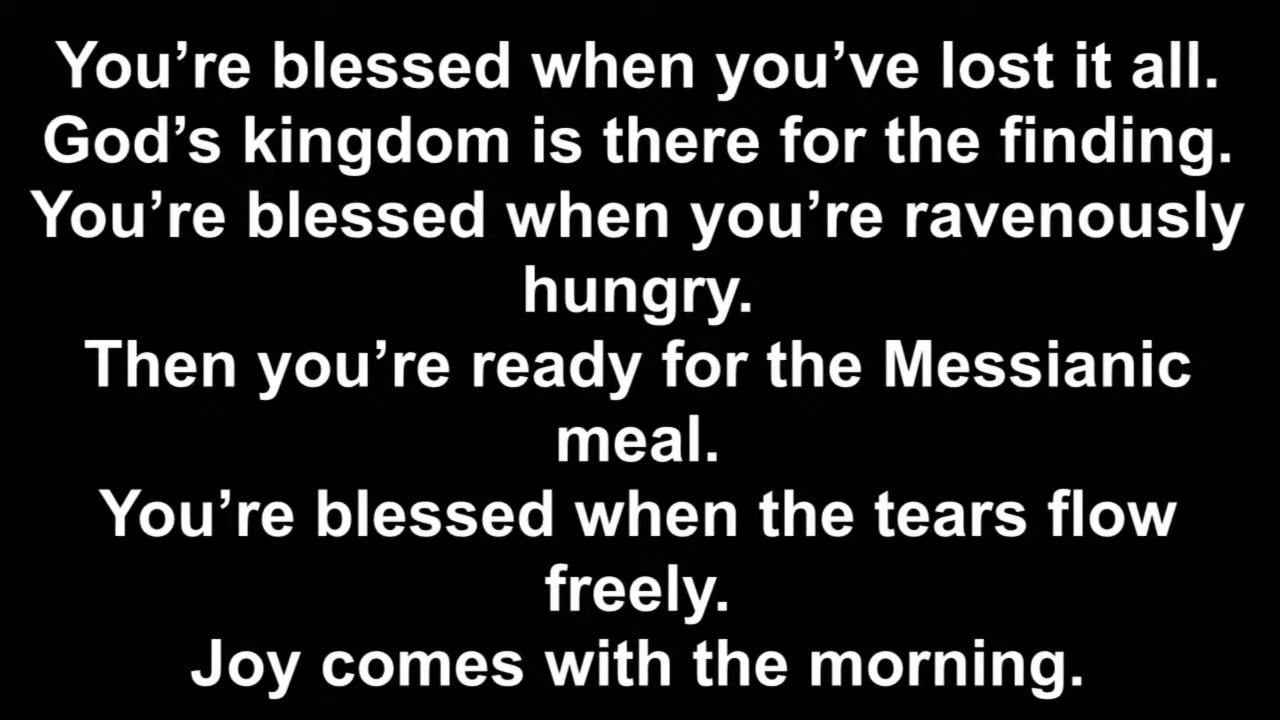 You’re blessed when you’ve lost it all.
God’s kingdom is there for the finding.
You’re blessed when you’re ravenously
hungry.
Then you’re ready for the Messianic
meal.
You’re blessed when the tears flow
freely.
Joy comes with the morning.